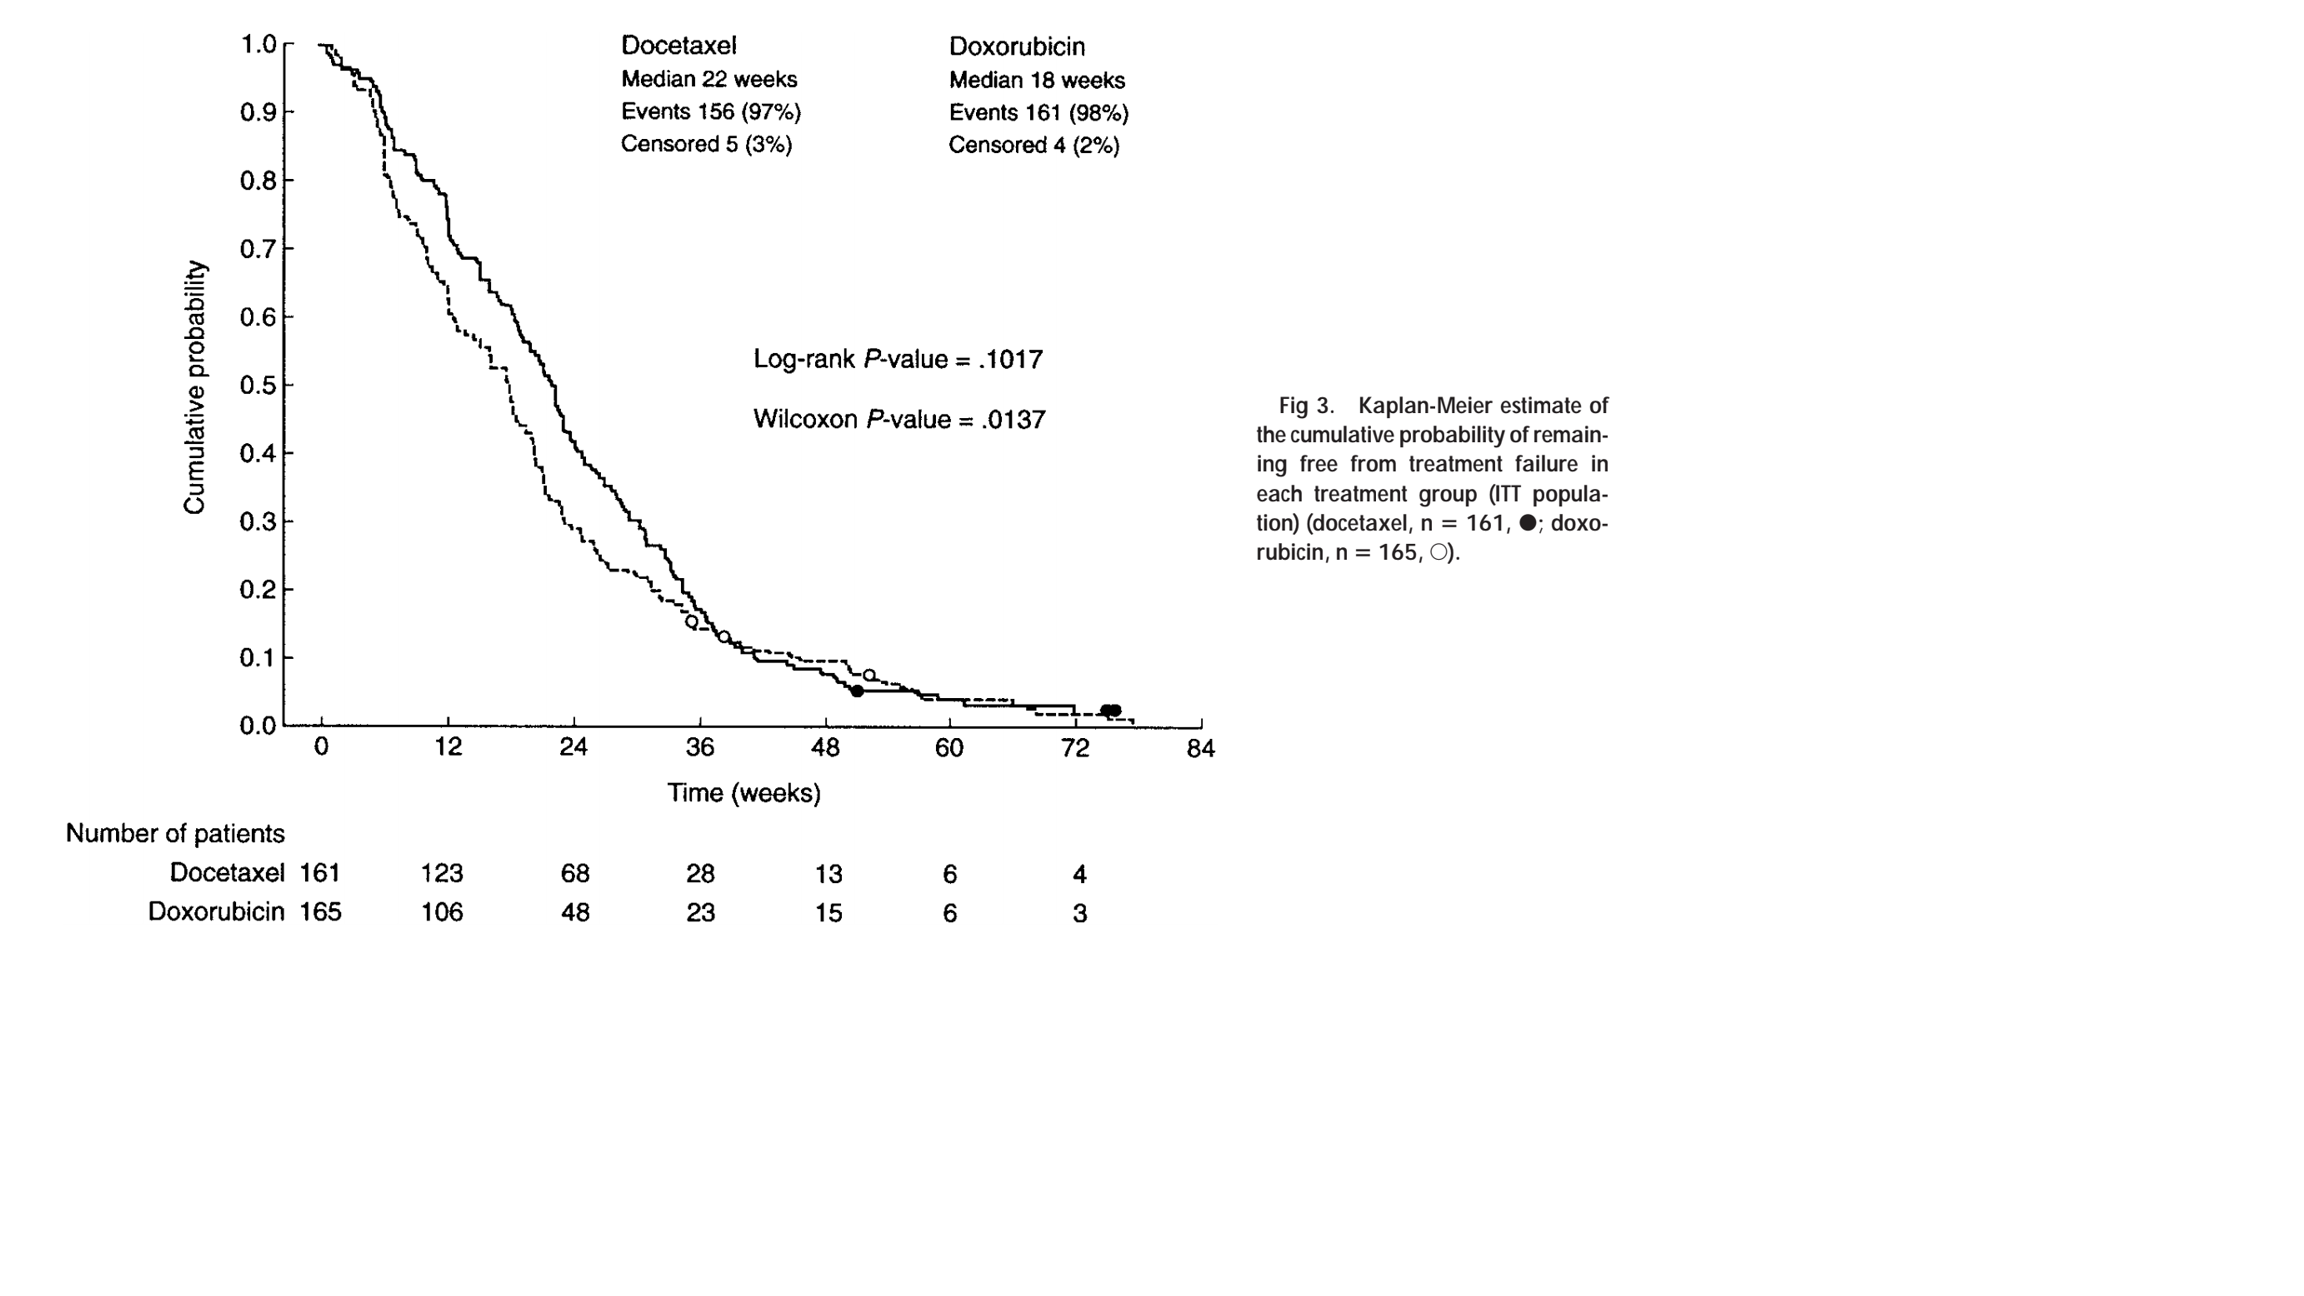 Docetaxel
Median 22 weeks
Events 156 (97%)
Censored 5 (3%)
Doxorubicin
Median 18 weeks
Events 161 (98%)
Censored 4 (2%)
1.0
0.9
0.8
0.7
0.6
0.5
0.4
0.3
0.2
0.1
0.0
Cumulative probability
Log-rank P-value = .1017
Wilcoxon P-value = .0137
0 12 24 36 48 60 72 84
Time (weeks)
Number of patients
Docetaxel 161 123 68 28 13 6 4
Doxorubicin 165 106 48 23 15 6 3
Fig 3. Kaplan-Meier estimate of
the cumulative probability of remain-
ing free from treatment failure in
each treatment group (ITT popula-
tion) (docetaxel, n = 161, ●; doxo-
rubicin, n = 165, ○).